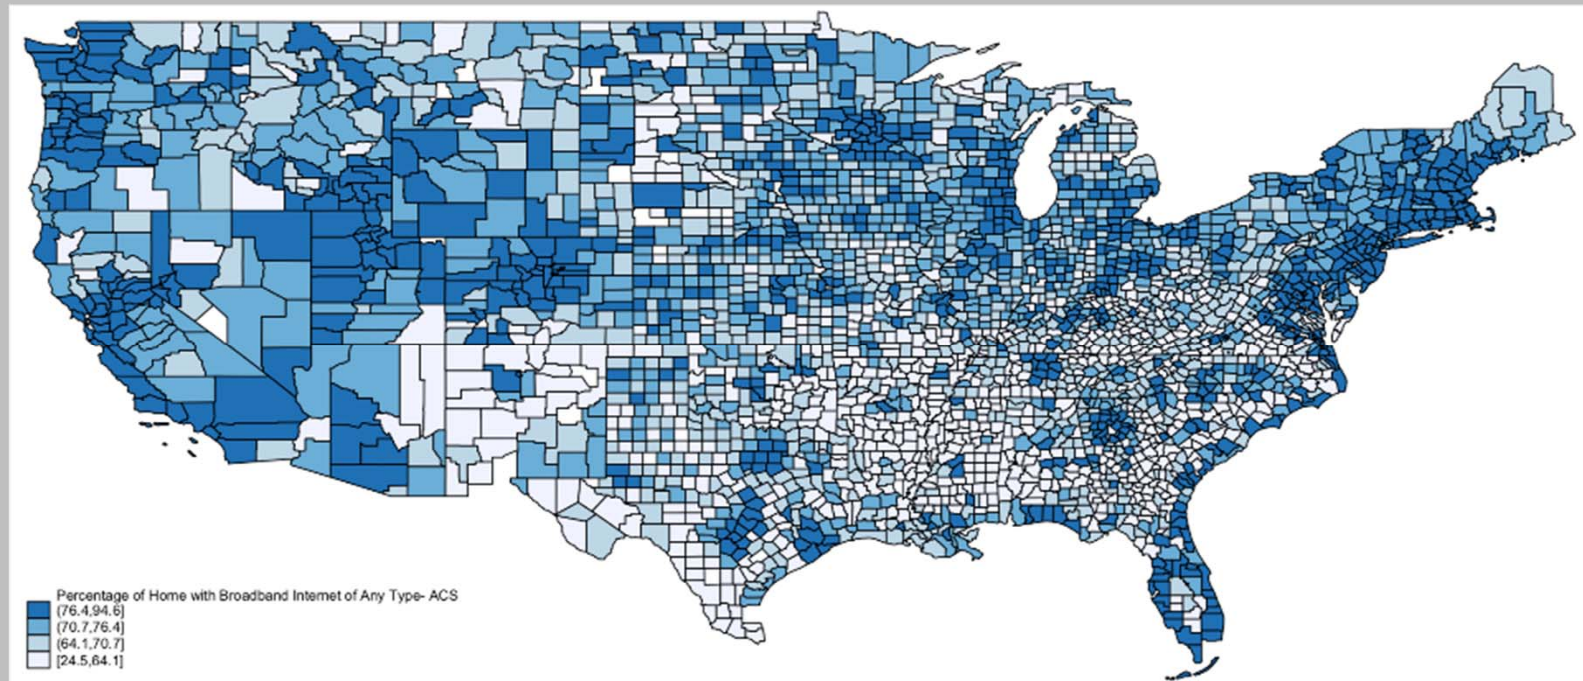 Percentage of Home with Broadband Internet of Any Type- ACS
(76.4,94.6]
(70.7,76.4]
(64.1,70.7]
[24.5,64.1]